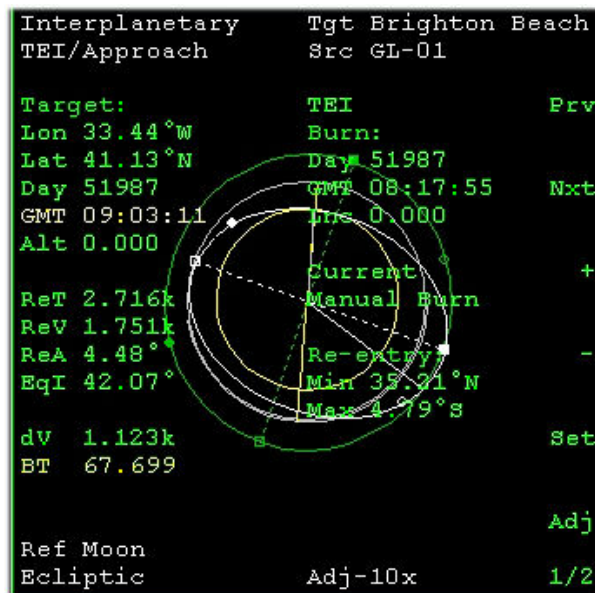 Interplanetary Tgt Brighton Beach
TEI/Approach Src GL-01
Target: TEI Prv
Lon 33.44°W Burn:
Lat 41.13°N Day 51987
Day 51987 GMT 08:17:55 Nxt
GMT 09:03:11 Inc 0.000
Alt 0.000
Current +
ReT 2.716k Manual Burn
ReV 1.751k
ReA 4.48° Re-entry: -
EqI 42.07° Min 35.21°N
Max 4.79°S
dV 1.123k Set
BT 67.699
Adj
Ref Moon
Ecliptic Adj-10x 1/2